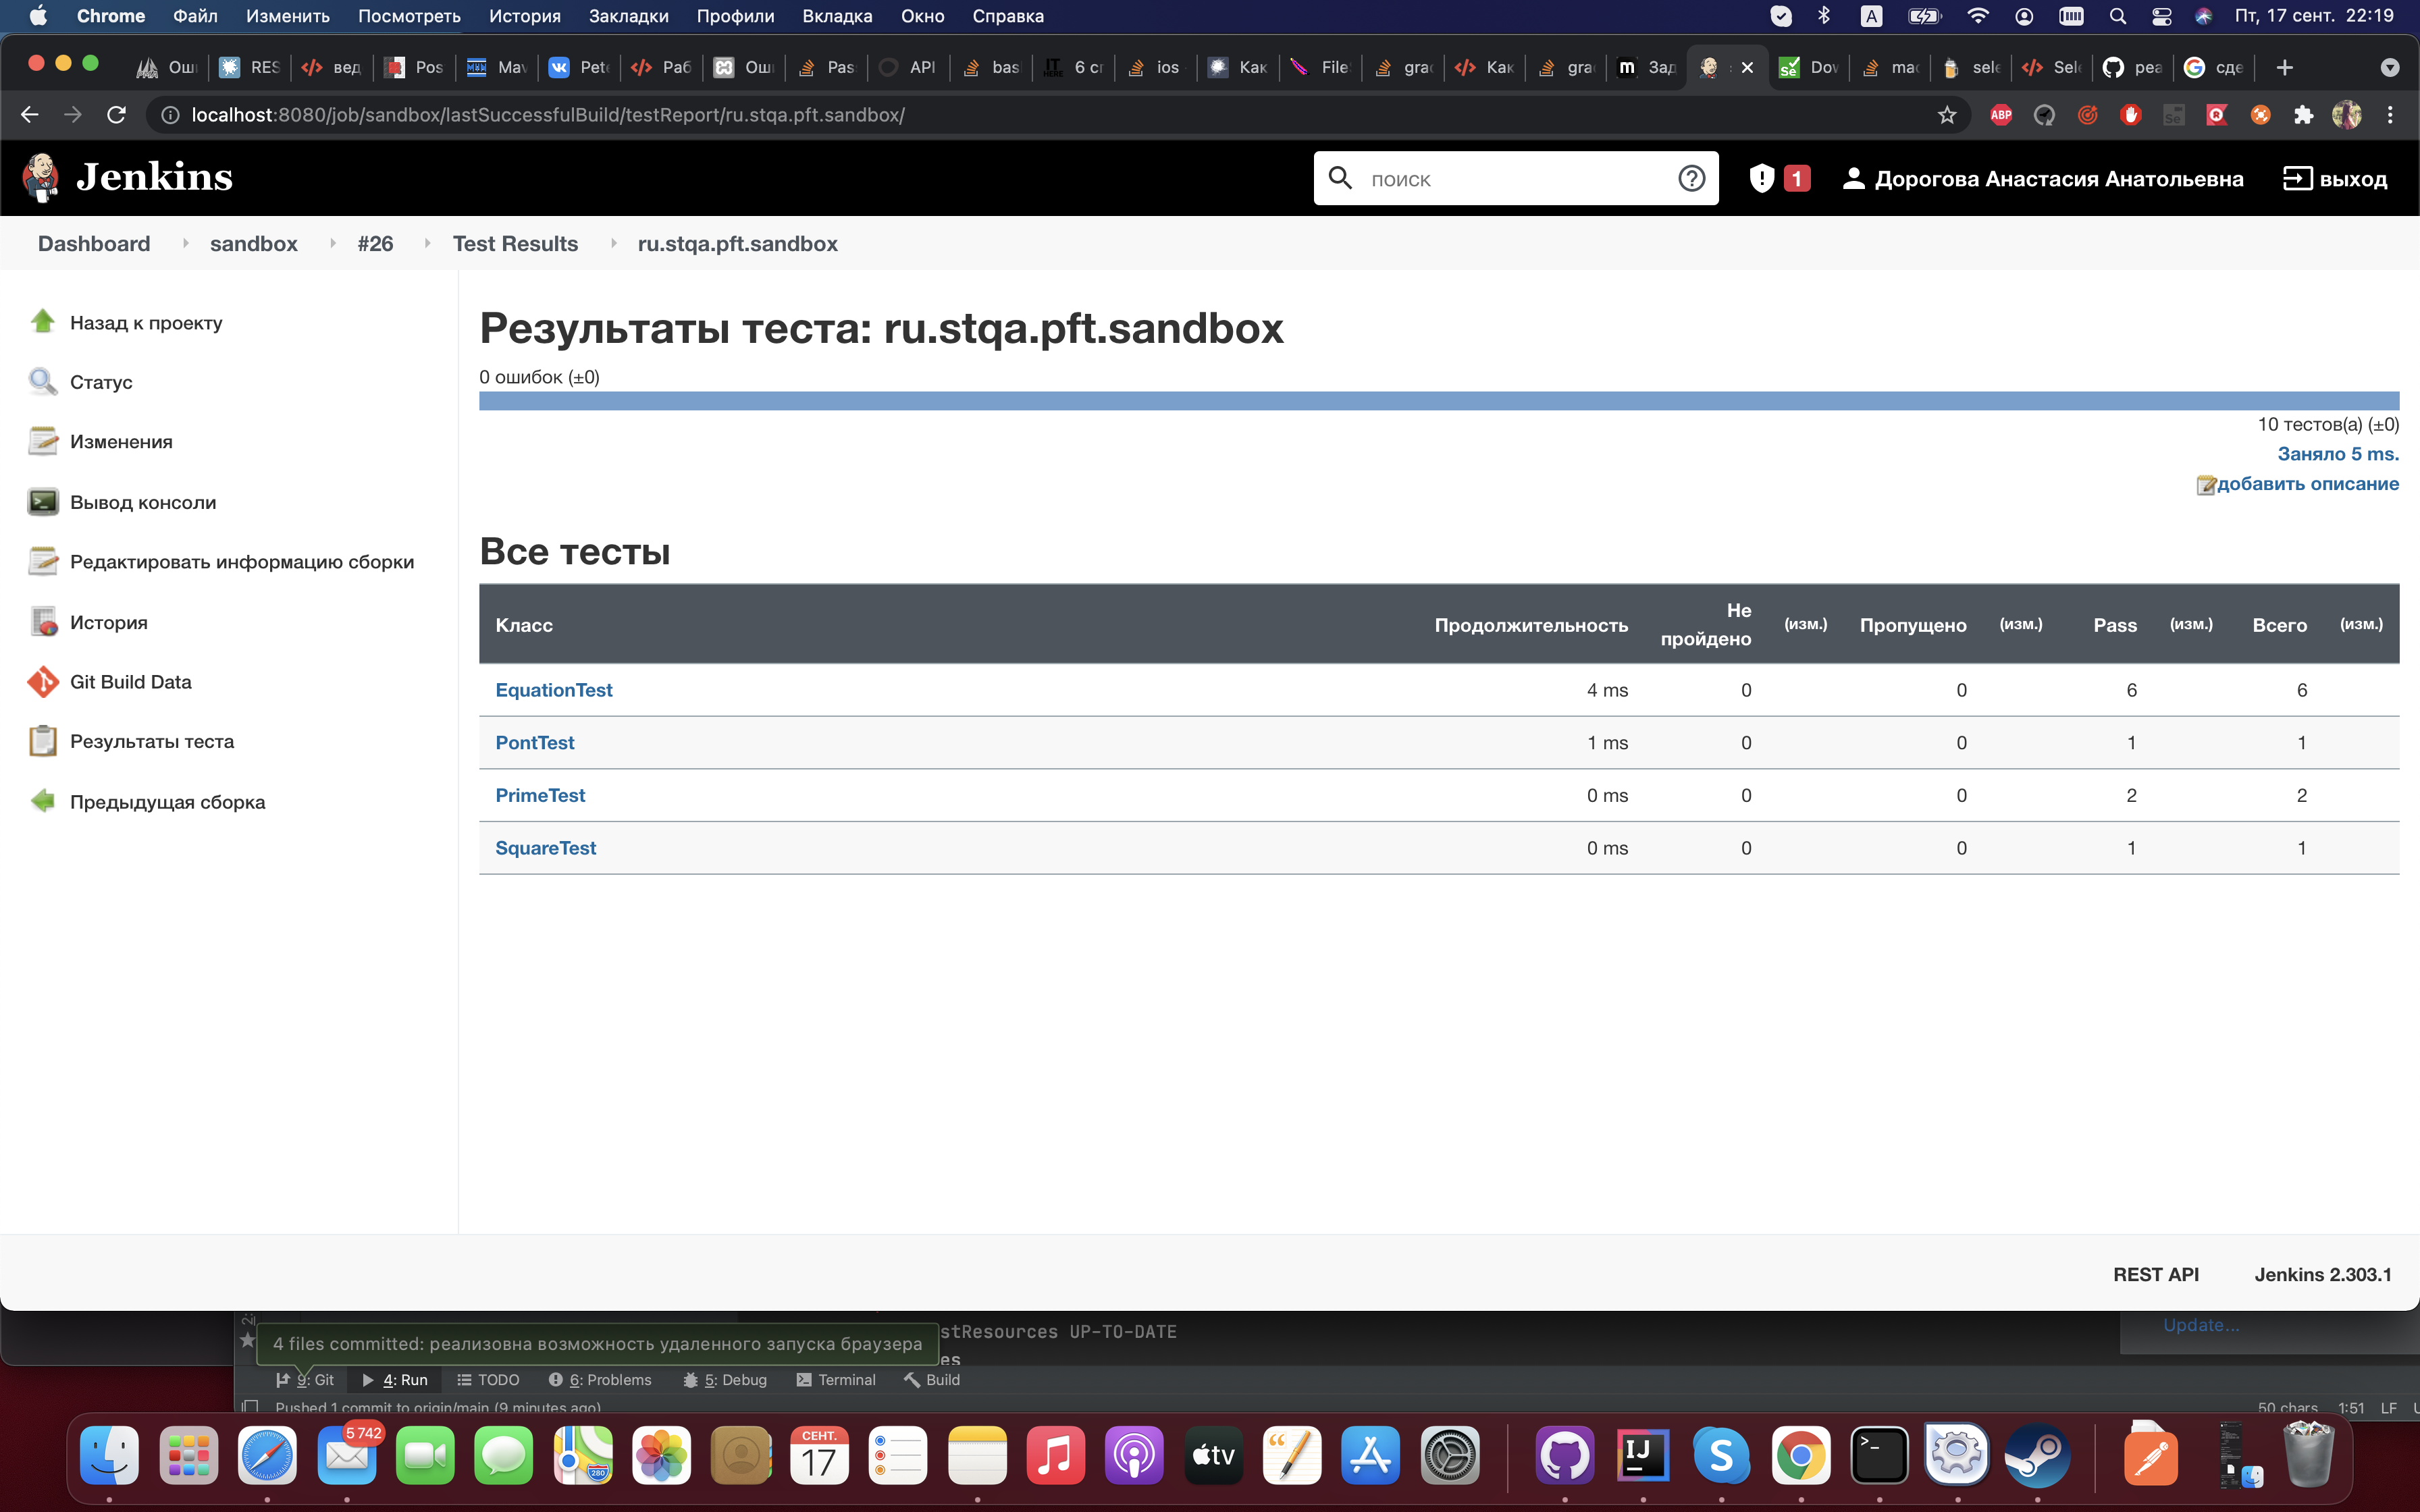 Chrome Файл Изменить Посмотреть История Закладки Профили Вкладка Окно Справка A Пт, 17 сент. 22:19
Ош RES вед Pos Mav Pete Раб Ош Pas API bas 6 сп ios Как File gra Как gra Зад Dov mac sele Sele pea сде
localhost:8080/job/sandbox/lastSuccessfulBuild/testReport/ru.stqa.pft.sandbox/ ABP
Jenkins поиск 1 Дорогова Анастасия Анатольевна выход
Dashboard sandbox #26 Test Results ru.stqa.pft.sandbox
Назад к проекту
Статус
Изменения
Вывод консоли
Редактировать информацию сборки
История
Git Build Data
Результаты теста
Предыдущая сборка
Результаты теста: ru.stqa.pft.sandbox
0 ошибок (±0)
10 тестов(а) (±0)
Заняло 5 ms.
добавить описание
Все тесты
Класс Продолжительность Не пройдено (изм.) Пропущено (изм.) Pass (изм.) Всего (изм.)
EquationTest 4 ms 0 0 6 6
PontTest 1 ms 0 0 1 1
PrimeTest 0 ms 0 0 2 2
SquareTest 0 ms 0 0 1 1
REST API Jenkins 2.303.1
stResources UP-TO-DATE
Update...
4 files committed: реализовна возможность удаленного запуска браузера
es
9: Git 4: Run TODO 6: Problems 5: Debug Terminal Build
Pushed 1 commit to origin/main (9 minutes ago) 50 chars 1:51 LF
5 742 СЕНТ. 17 280 tv IJ S